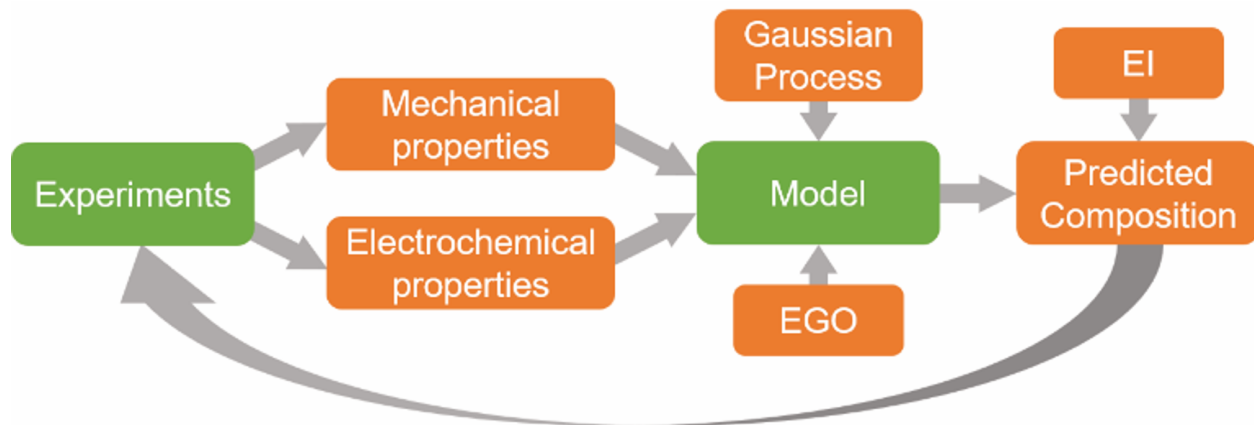 Experiments
Mechanical
properties
Electrochemical
properties
Gaussian
Process
Model
EGO
EI
Predicted
Composition